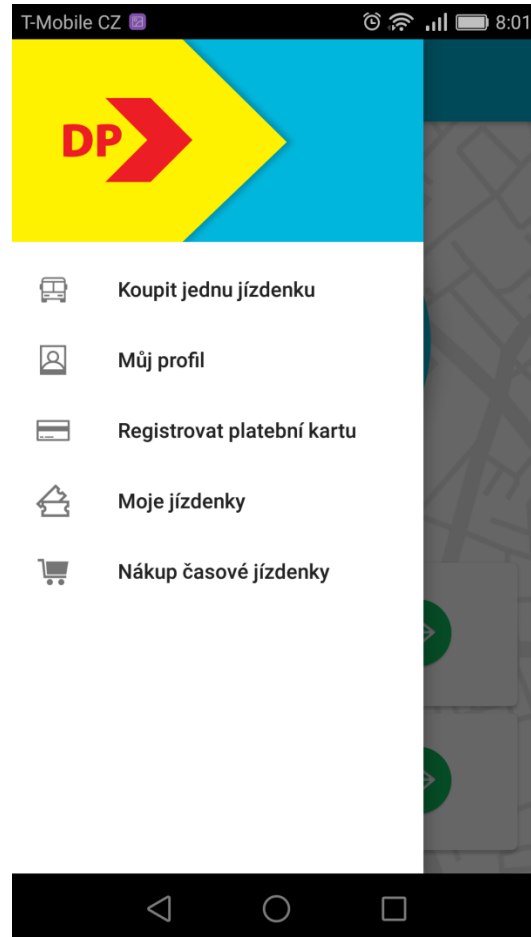 T-Mobile CZ 8:01
DP
Koupit jednu jízdenku
Můj profil
Registrovat platební kartu
Moje jízdenky
Nákup časové jízdenky